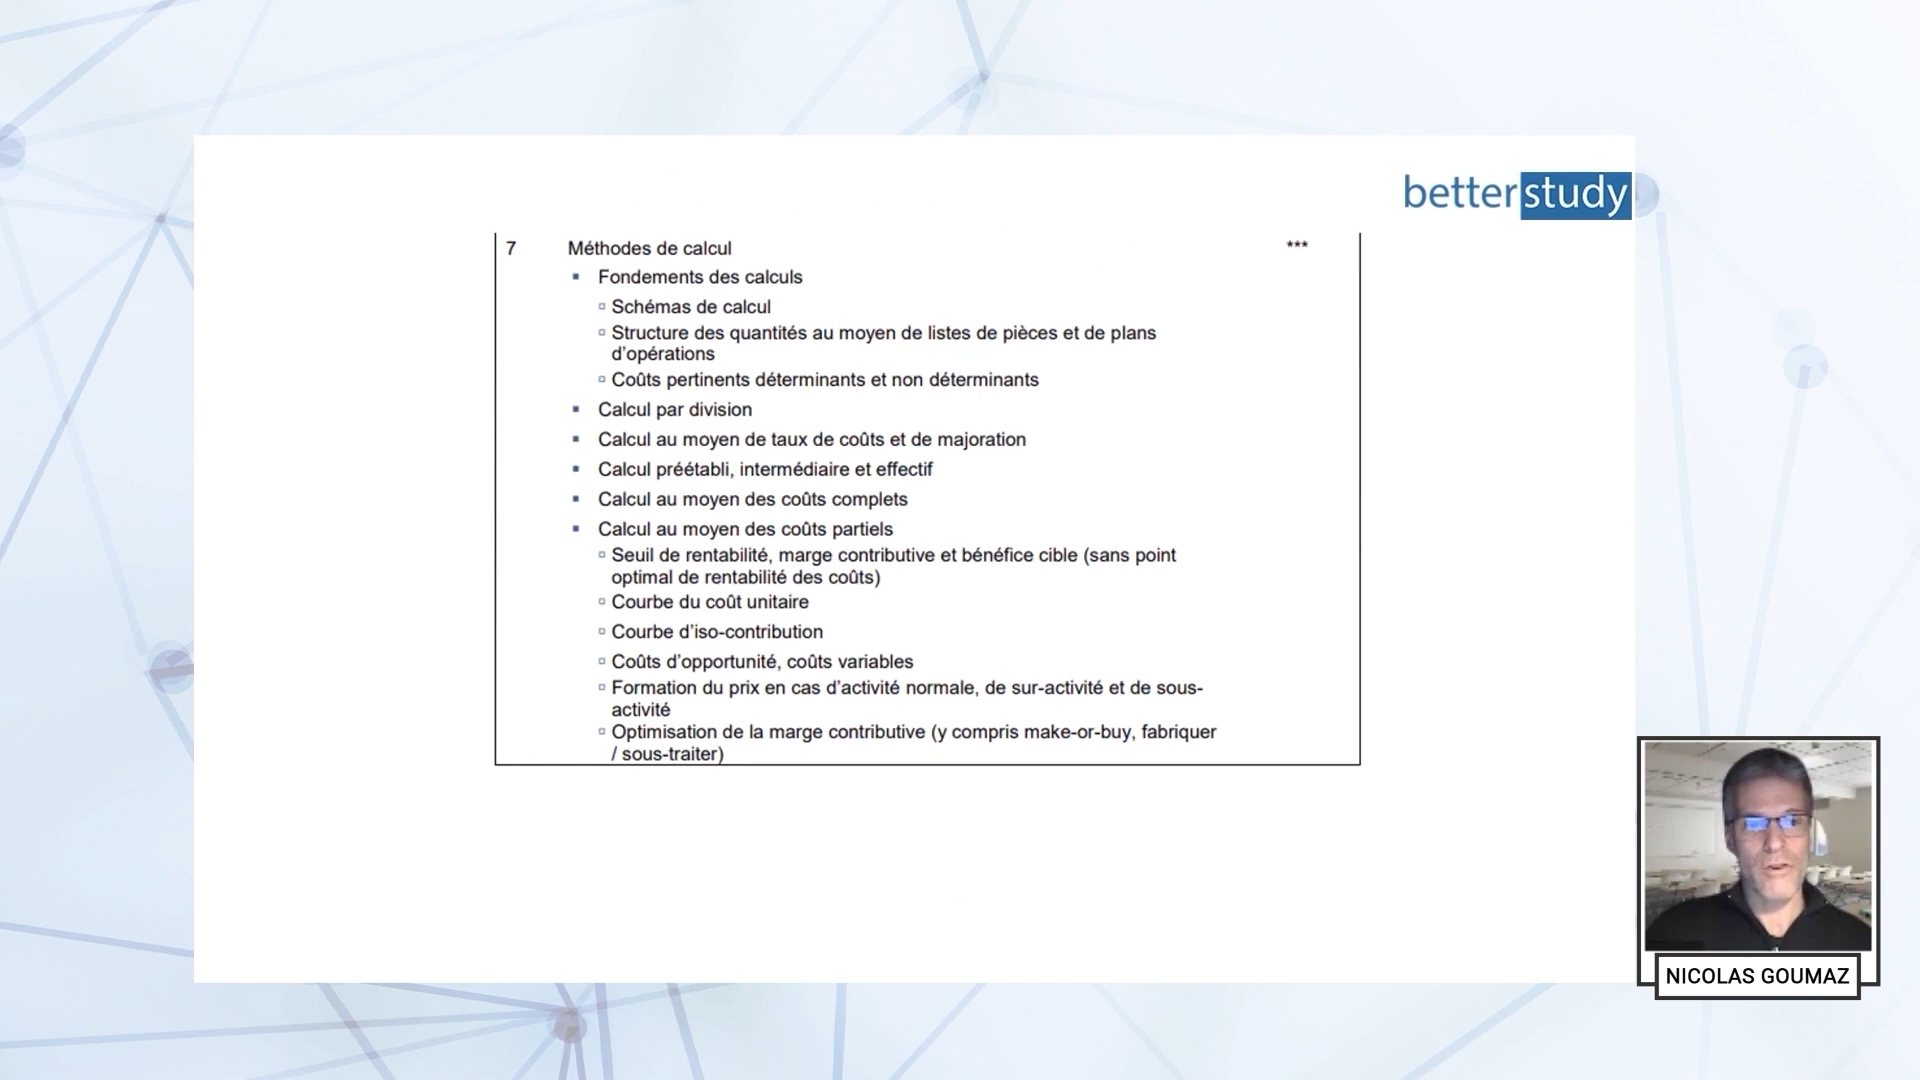 betterstudy
7 Méthodes de calcul ***
▪ Fondements des calculs
▫ Schémas de calcul
▫ Structure des quantités au moyen de listes de pièces et de plans
d'opérations
▫ Coûts pertinents déterminants et non déterminants
▪ Calcul par division
▪ Calcul au moyen de taux de coûts et de majoration
▪ Calcul préétabli, intermédiaire et effectif
▪ Calcul au moyen des coûts complets
▪ Calcul au moyen des coûts partiels
▫ Seuil de rentabilité, marge contributive et bénéfice cible (sans point
optimal de rentabilité des coûts)
▫ Courbe du coût unitaire
▫ Courbe d'iso-contribution
▫ Coûts d'opportunité, coûts variables
▫ Formation du prix en cas d'activité normale, de sur-activité et de sous-
activité
▫ Optimisation de la marge contributive (y compris make-or-buy, fabriquer
/ sous-traiter)
NICOLAS GOUMAZ